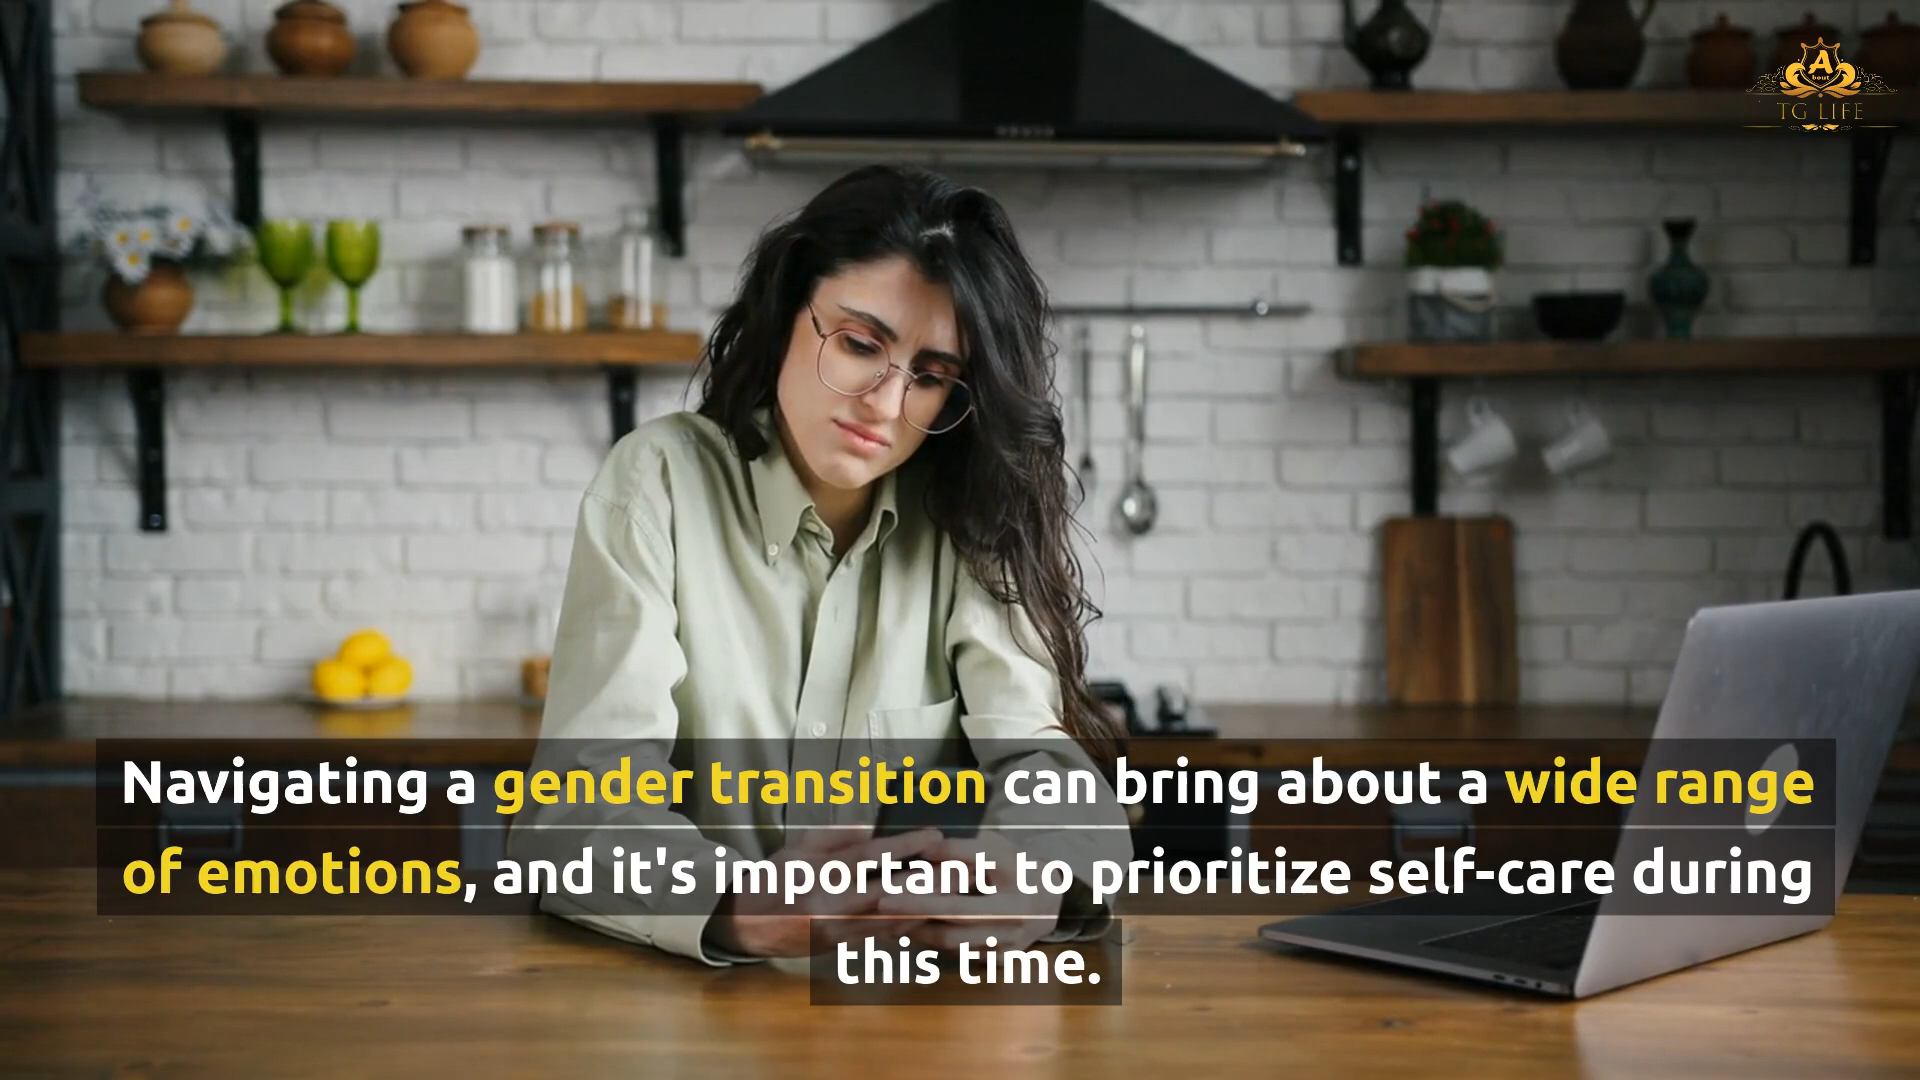 A
bout
TG LIFE
Navigating a gender transition can bring about a wide range
of emotions, and it's important to prioritize self-care during
this time.